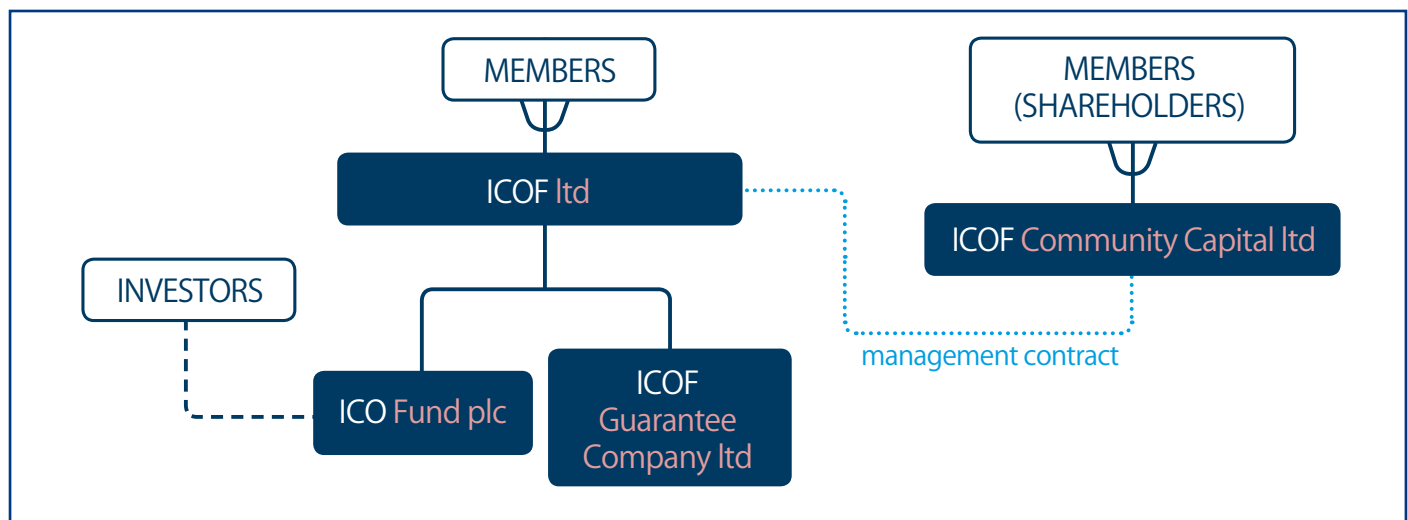 MEMBERS
MEMBERS
(SHAREHOLDERS)
ICOF ltd
ICOF Community Capital ltd
INVESTORS
management contract
ICO Fund plc
ICOF
Guarantee
Company ltd